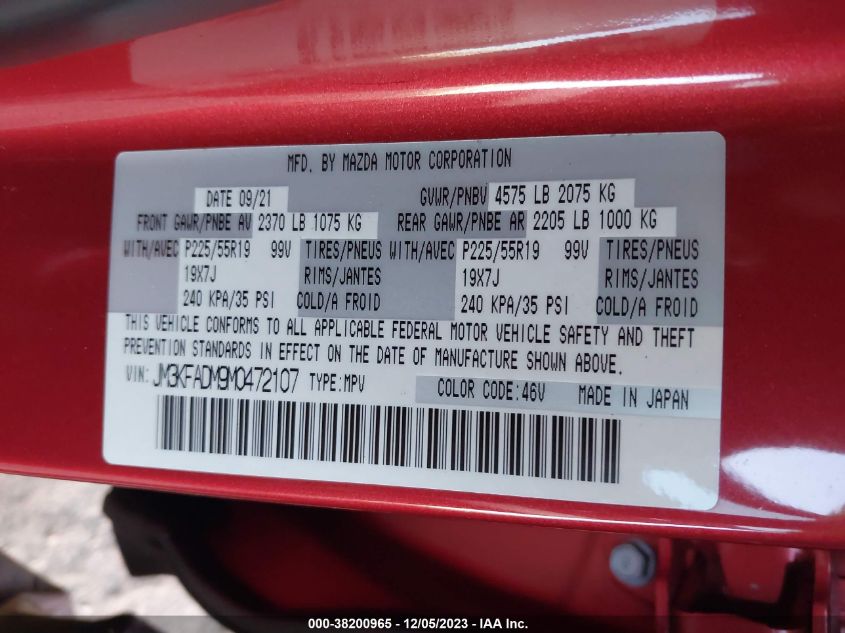 MFD. BY MAZDA MOTOR CORPORATION
DATE 09/21 GVWR/PNBV 4575 LB 2075 KG
FRONT GAWR/PNBE AV 2370 LB 1075 KG REAR GAWR/PNBE AR 2205 LB 1000 KG
WITH/AVEC P225/55R19 99V TIRES/PNEUS WITH/AVEC P225/55R19 99V TIRES/PNEUS
19X7J RIMS/JANTES 19X7J RIMS/JANTES
240 KPA/35 PSI COLD/A FROID 240 KPA/35 PSI COLD/A FROID
THIS VEHICLE CONFORMS TO ALL APPLICABLE FEDERAL MOTOR VEHICLE SAFETY AND THEFT
PREVENTION STANDARDS IN EFFECT ON THE DATE OF MANUFACTURE SHOWN ABOVE.
VIN: JM3KFADM9M0472107 TYPE:MPV COLOR CODE:46V MADE IN JAPAN
000-38200965 - 12/05/2023 - IAA Inc.